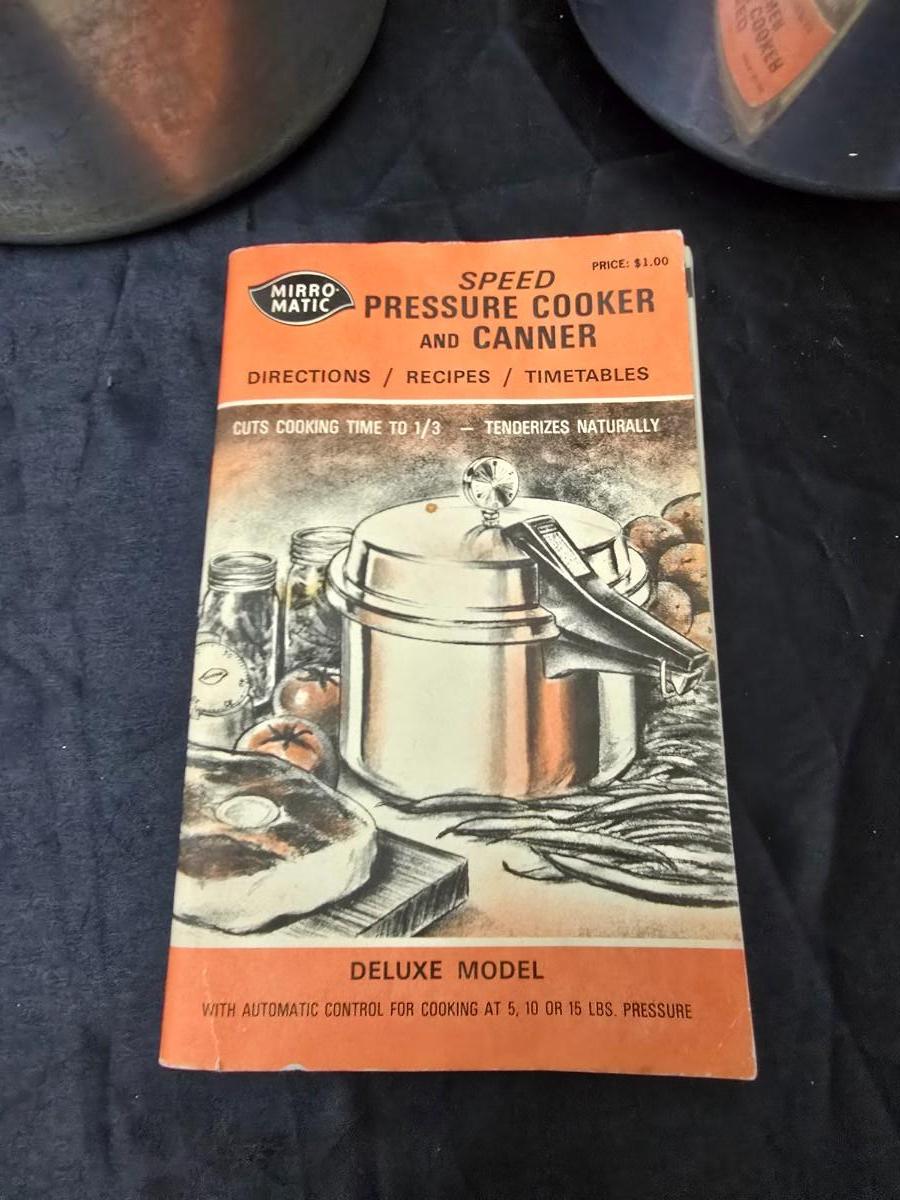 COOKER
PRICE: $1.00
MIRRO-
MATIC
SPEED
PRESSURE COOKER
AND CANNER
DIRECTIONS / RECIPES / TIMETABLES
CUTS COOKING TIME TO 1/3 — TENDERIZES NATURALLY
DELUXE MODEL
WITH AUTOMATIC CONTROL FOR COOKING AT 5, 10 OR 15 LBS. PRESSURE